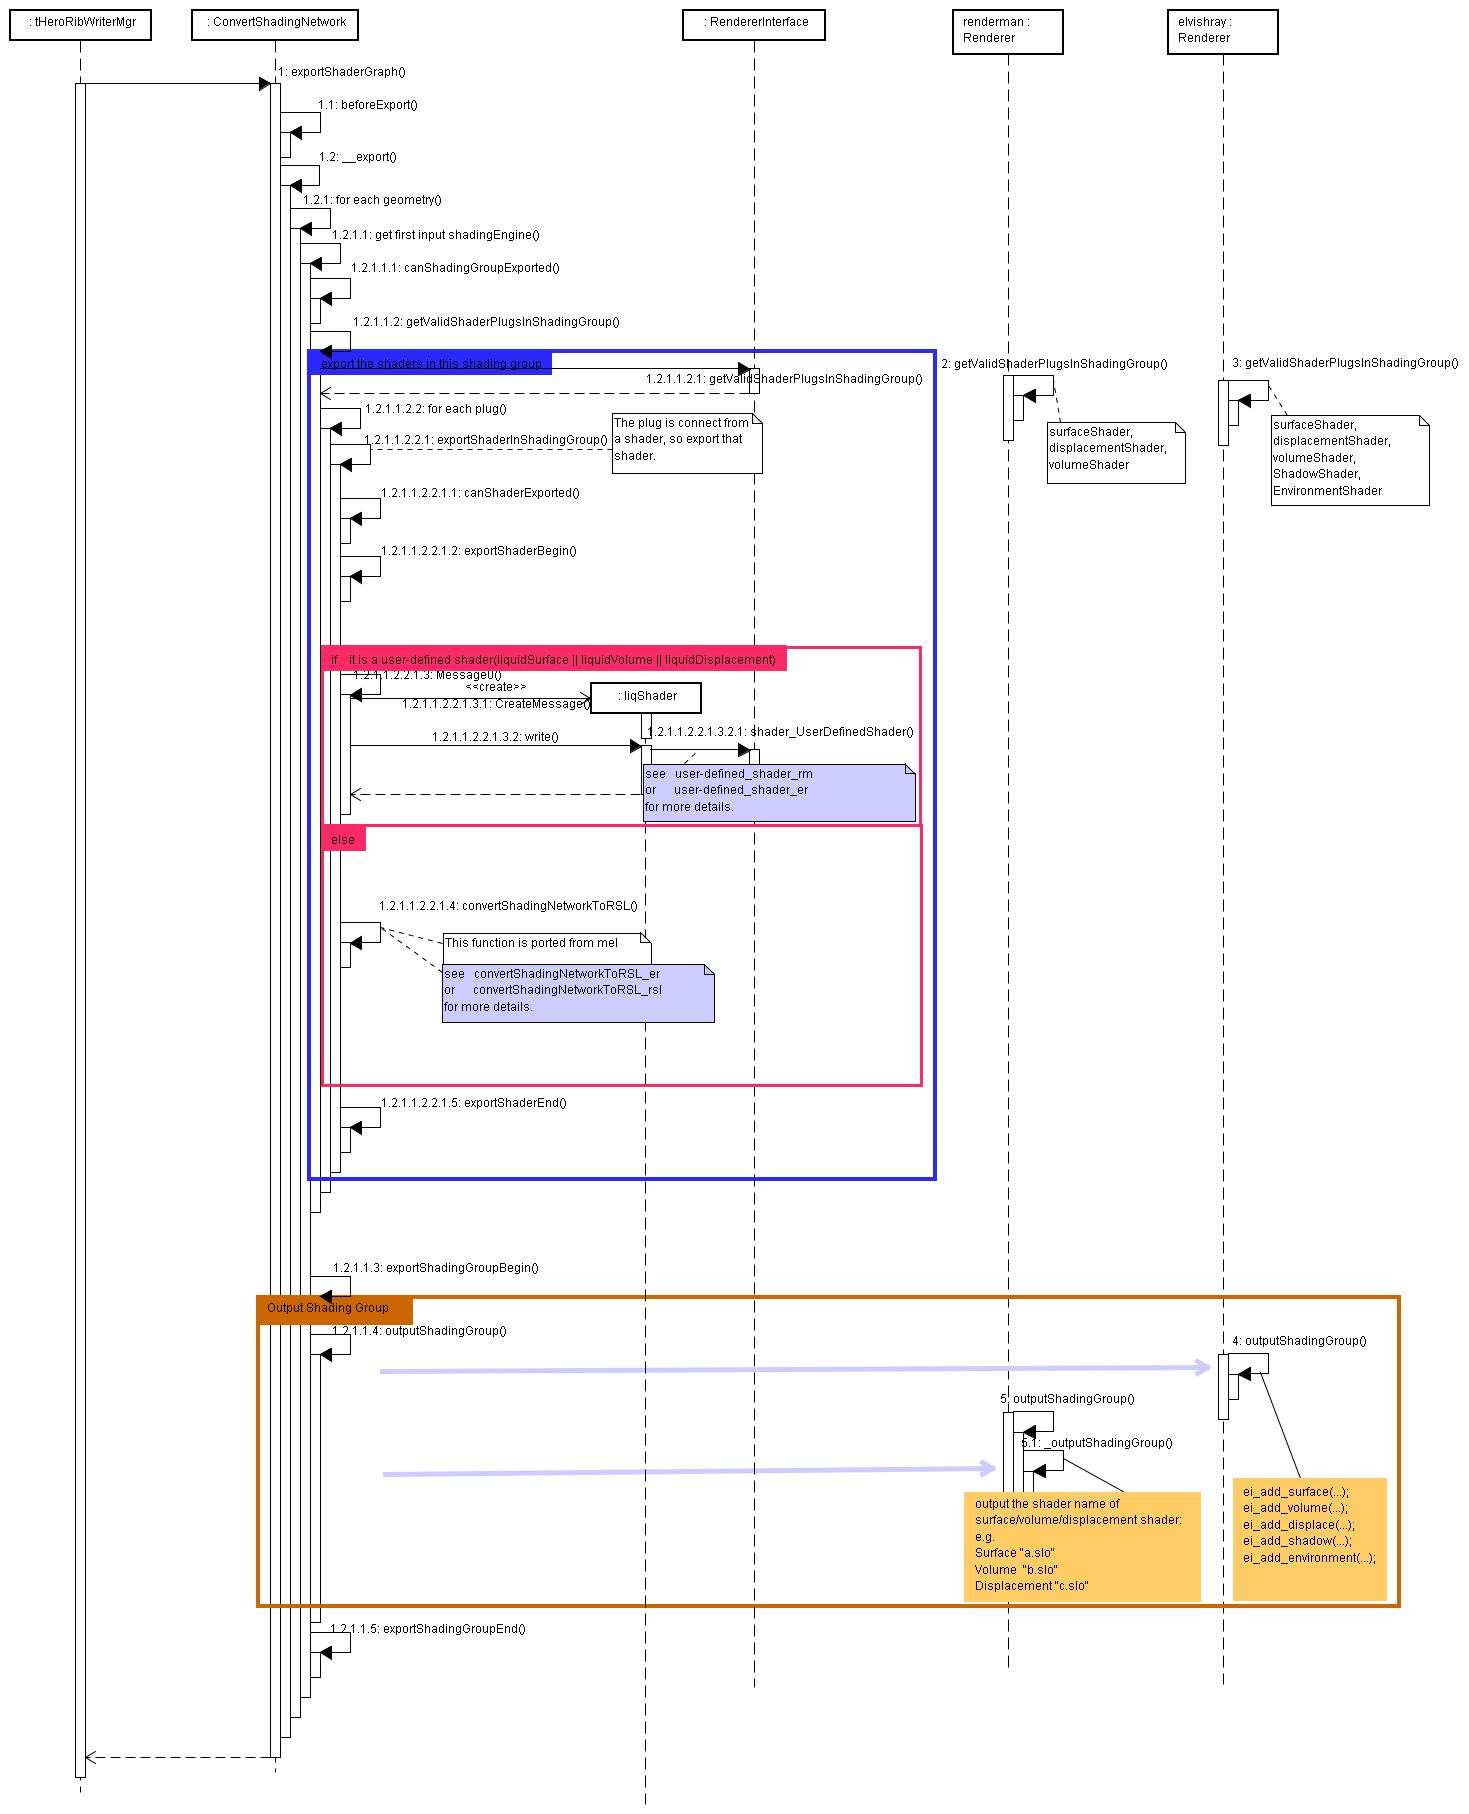 : tHeroRibWriterMgr
: ConvertShadingNetwork
: RendererInterface
renderman :
Renderer
elvishray :
Renderer
1: exportShaderGraph()
1.1: beforeExport()
1.2: __export()
1.2.1: for each geometry()
1.2.1.1: get first input shadingEngine()
1.2.1.1.1: canShadingGroupExported()
1.2.1.1.2: getValidShaderPlugsInShadingGroup()
export the shaders in this shading group
1.2.1.1.2.1: getValidShaderPlugsInShadingGroup()
2: getValidShaderPlugsInShadingGroup()
3: getValidShaderPlugsInShadingGroup()
1.2.1.1.2.2: for each plug()
The plug is connect from
a shader, so export that
shader.
surfaceShader,
displacementShader,
volumeShader
surfaceShader,
displacementShader,
volumeShader,
ShadowShader,
EnvironmentShader
1.2.1.1.2.2.1: exportShaderInShadingGroup()
1.2.1.1.2.2.1.1: canShaderExported()
1.2.1.1.2.2.1.2: exportShaderBegin()
if it is a user-defined shader(liquidSurface || liquidVolume || liquidDisplacement)
1.2.1.1.2.2.1.3: Message0()
<<create>>
: liqShader
1.2.1.1.2.2.1.3.1: CreateMessage()
1.2.1.1.2.2.1.3.2: write()
1.2.1.1.2.2.1.3.2.1: shader_UserDefinedShader()
see user-defined_shader_rm
or user-defined_shader_er
for more details.
else
1.2.1.1.2.2.1.4: convertShadingNetworkToRSL()
This function is ported from mel
see convertShadingNetworkToRSL_er
or convertShadingNetworkToRSL_rsl
for more details.
1.2.1.1.2.2.1.5: exportShaderEnd()
1.2.1.1.3: exportShadingGroupBegin()
Output Shading Group
1.2.1.1.4: outputShadingGroup()
4: outputShadingGroup()
5: outputShadingGroup()
5.1: _outputShadingGroup()
output the shader name of
surface/volume/displacement shader:
e.g.
Surface "a.slo"
Volume "b.slo"
Displacement "c.slo"
ei_add_surface(...);
ei_add_volume(...);
ei_add_displace(...);
ei_add_shadow(...);
ei_add_environment(...);
1.2.1.1.5: exportShadingGroupEnd()